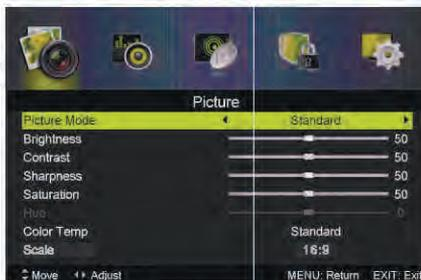 Picture
Picture Mode Standard
Brightness 50
Contrast 50
Sharpness 50
Saturation 50
Hue 0
Color Temp Standard
Scale 16:9
Move Adjust MENU: Return EXIT: Exit